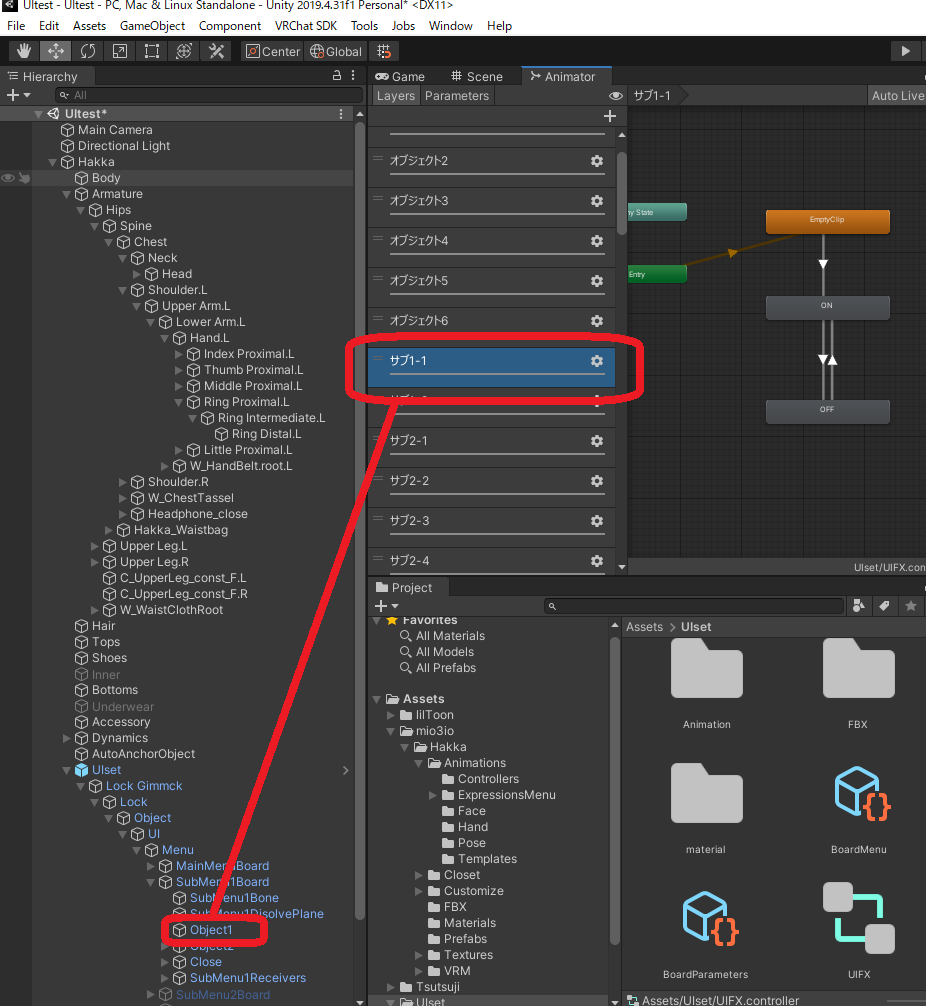 UItest - UItest - PC, Mac & Linux Standalone - Unity 2019.4.31f1 Personal* <DX11>
File Edit Assets GameObject Component VRChat SDK Tools Jobs Window Help
Center Global
Hierarchy
All
UItest*
Main Camera
Directional Light
Hakka
Body
Armature
Hips
Spine
Chest
Neck
Head
Shoulder.L
Upper Arm.L
Lower Arm.L
Hand.L
Index Proximal.L
Thumb Proximal.L
Middle Proximal.L
Ring Proximal.L
Ring Intermediate.L
Ring Distal.L
Little Proximal.L
W_HandBelt.root.L
Shoulder.R
W_ChestTassel
Headphone_close
Hakka_Waistbag
Upper Leg.L
Upper Leg.R
C_UpperLeg_const_F.L
C_UpperLeg_const_F.R
W_WaistClothRoot
Hair
Tops
Shoes
Inner
Bottoms
Underwear
Accessory
Dynamics
AutoAnchorObject
UIset
Lock Gimmck
Lock
Object
UI
Menu
MainMenuBoard
SubMenu1Board
SubMenu1Bone
SubMenu1DisolvePlane
Object1
Object2
Close
SubMenu1Receivers
SubMenu2Board
Game Scene Animator
Layers Parameters
サブ1-1
Auto Live
オブジェクト2
オブジェクト3
オブジェクト4
オブジェクト5
オブジェクト6
サブ1-1
サブ2-1
サブ2-2
サブ2-3
サブ2-4
ny State
Entry
EmptyClip
ON
OFF
UIset/UIFX.con
Project
Favorites
All Materials
All Models
All Prefabs
Assets
lilToon
mio3io
Hakka
Animations
Controllers
ExpressionsMenu
Face
Hand
Pose
Templates
Closet
Customize
FBX
Materials
Prefabs
Textures
VRM
Tsutsuji
UIset
Assets > UIset
Animation
FBX
material
BoardMenu
BoardParameters
UIFX
Assets/UIset/UIFX.controller